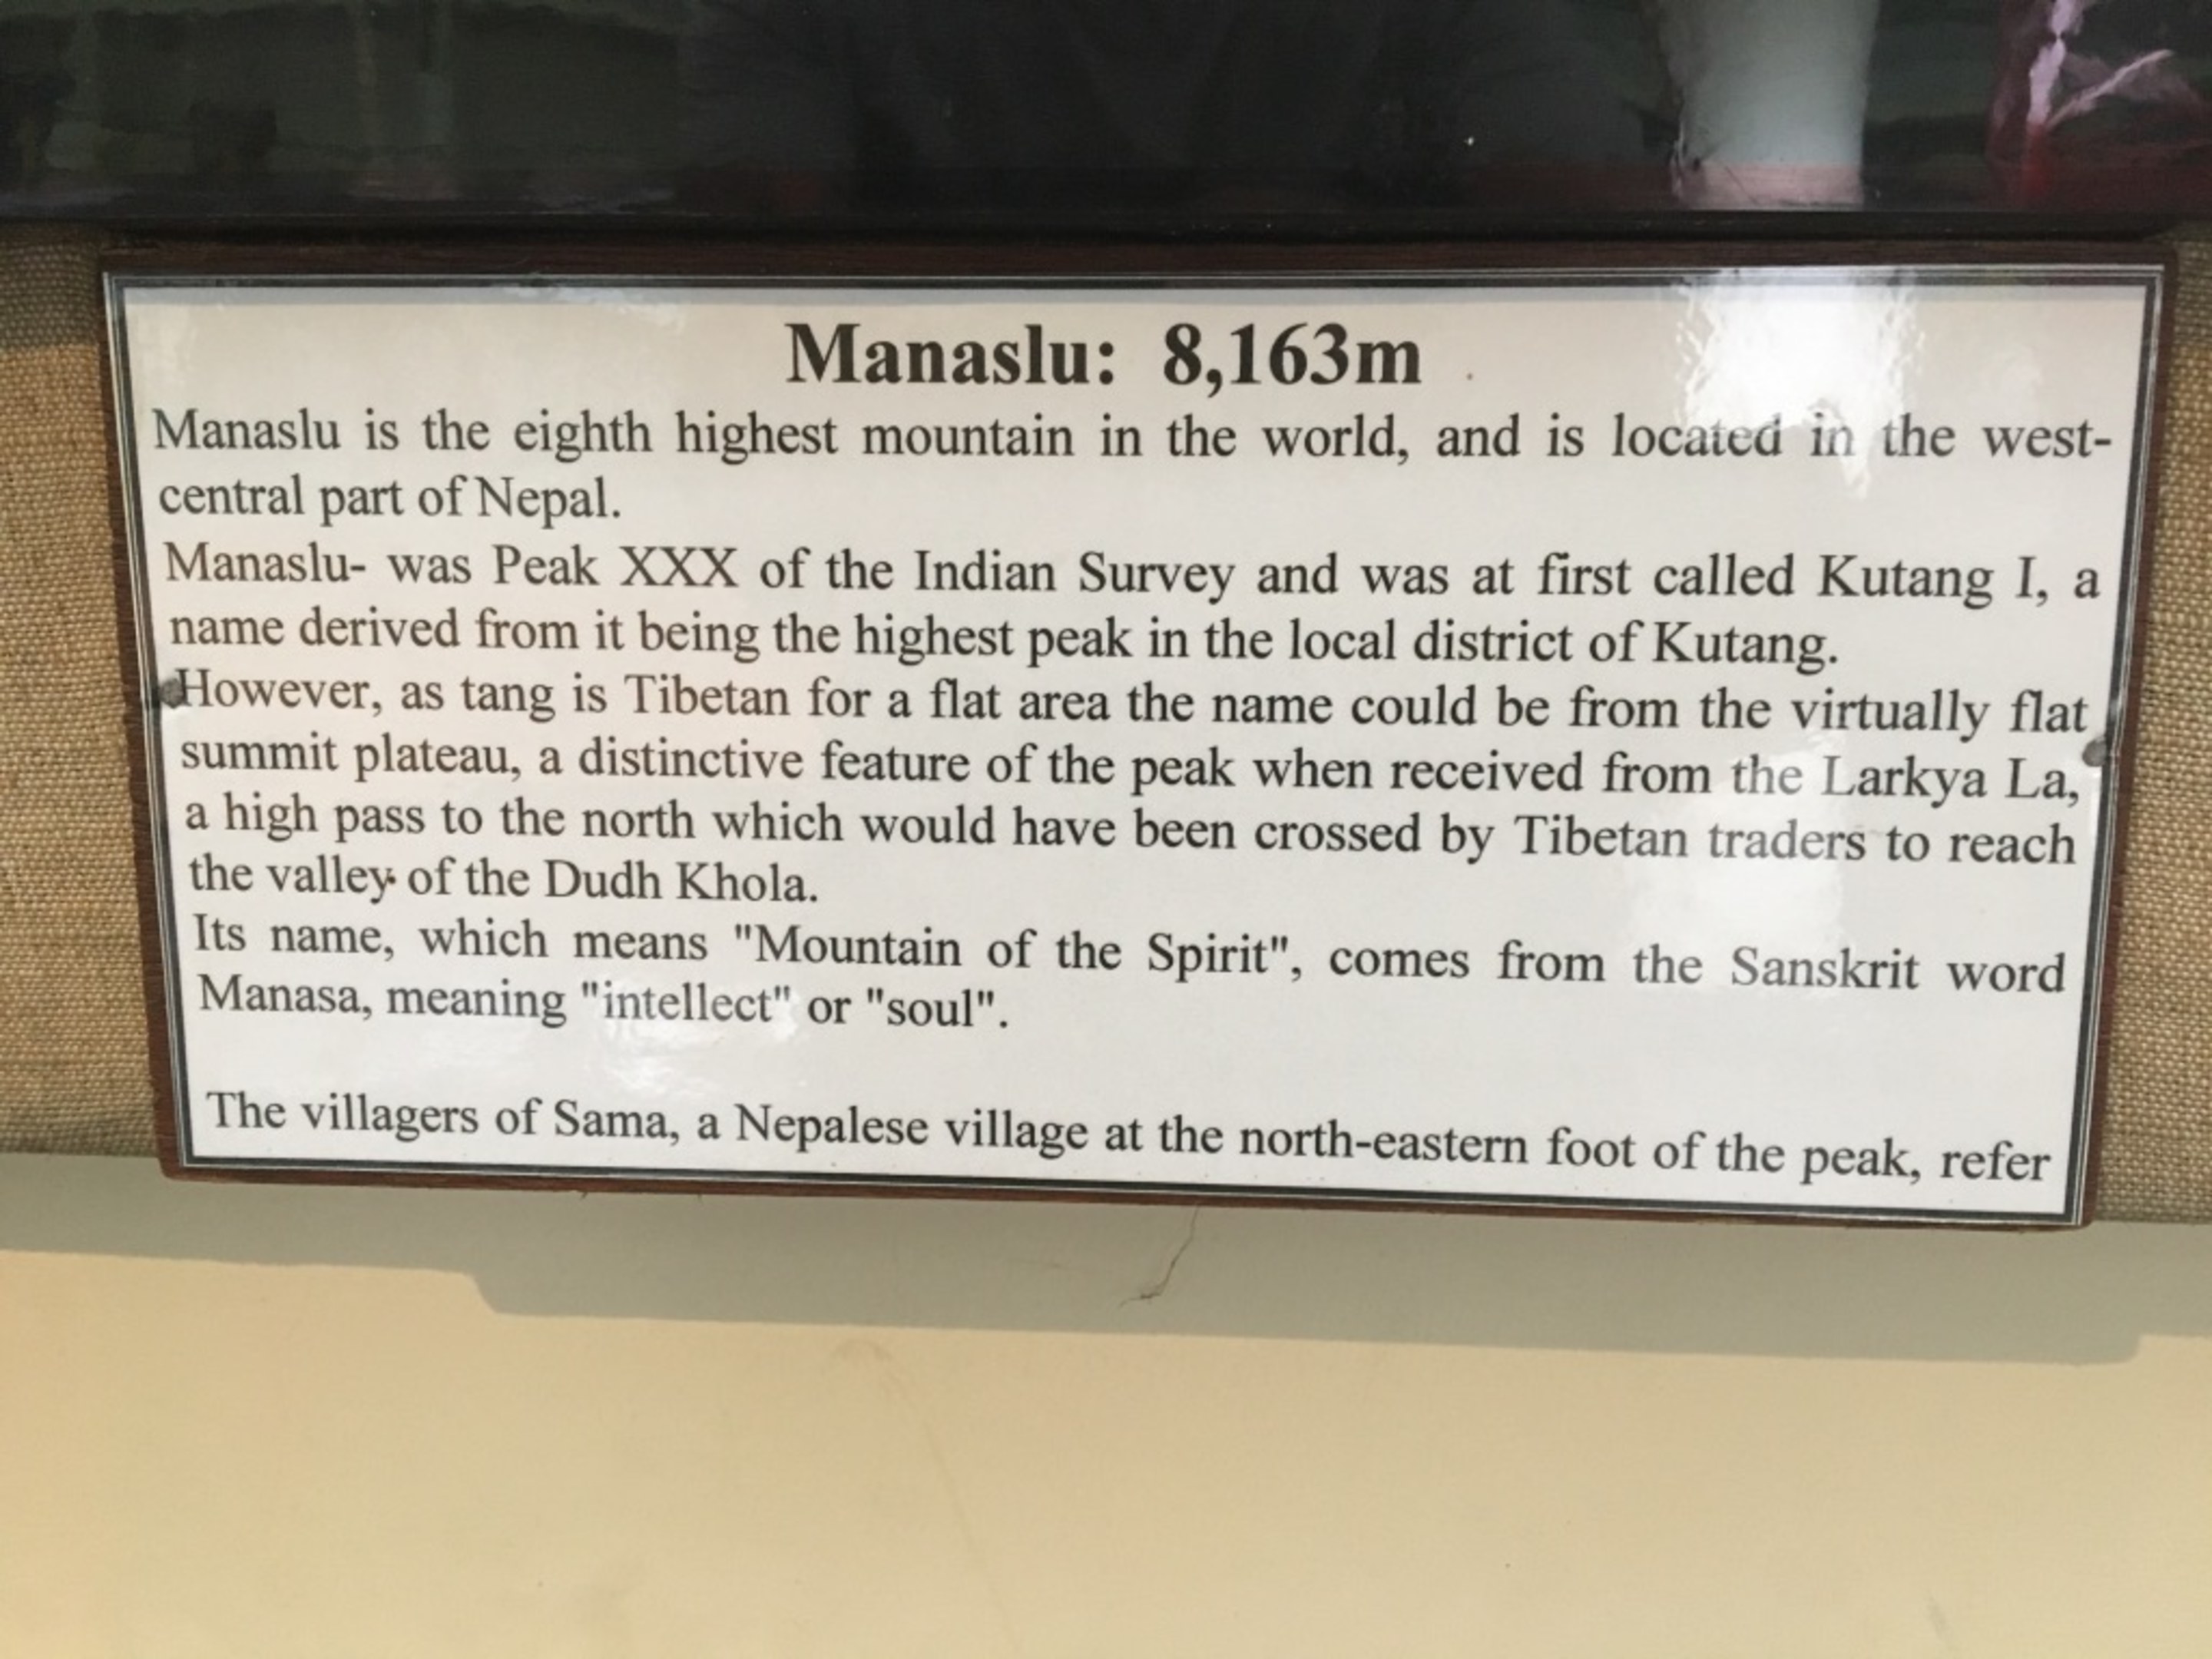 Manaslu: 8,163m
Manaslu is the eighth highest mountain in the world, and is located in the west-
central part of Nepal.
Manaslu- was Peak XXX of the Indian Survey and was at first called Kutang I, a
name derived from it being the highest peak in the local district of Kutang.
However, as tang is Tibetan for a flat area the name could be from the virtually flat
summit plateau, a distinctive feature of the peak when received from the Larkya La,
a high pass to the north which would have been crossed by Tibetan traders to reach
the valley of the Dudh Khola.
Its name, which means "Mountain of the Spirit", comes from the Sanskrit word
Manasa, meaning "intellect" or "soul".
The villagers of Sama, a Nepalese village at the north-eastern foot of the peak, refer